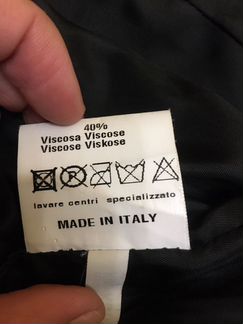 40%
Viscosa Viscose
Viscose Viskose
lavare centri specializzato
MADE IN ITALY